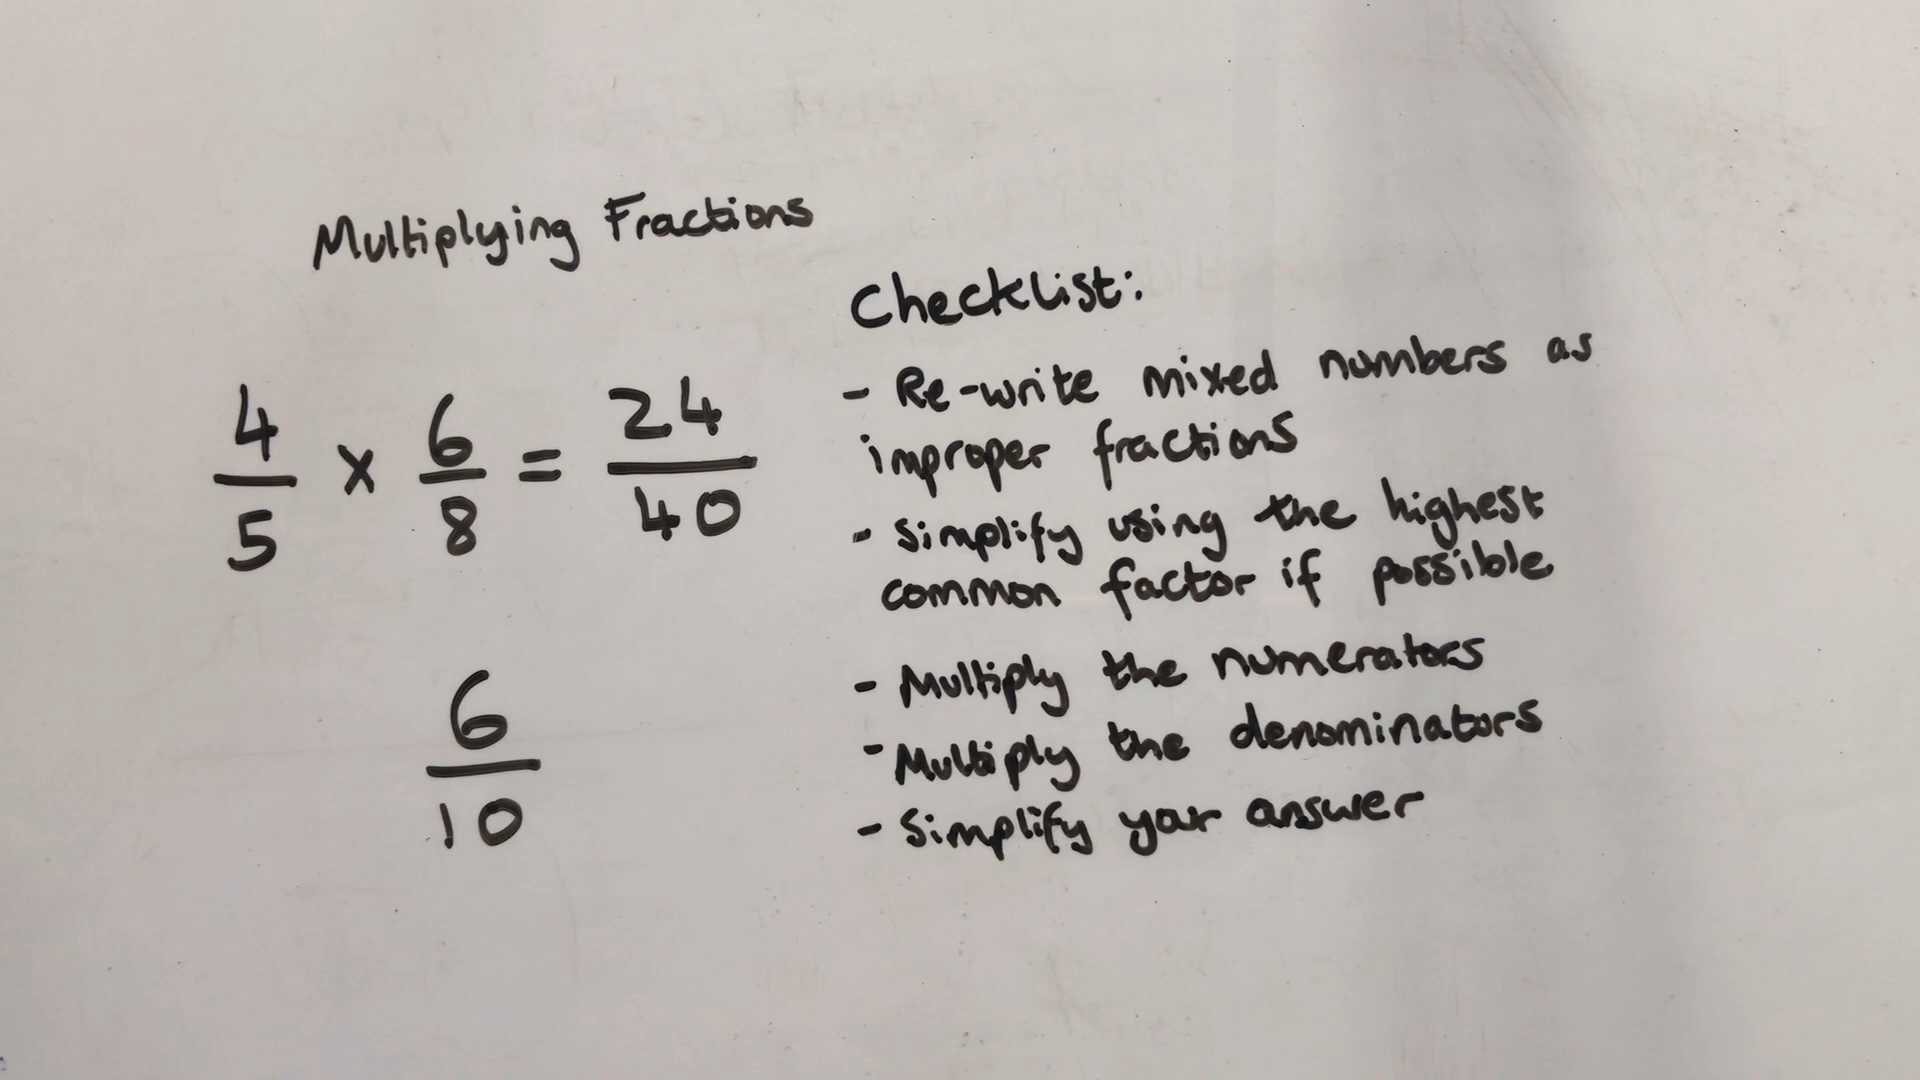 Multiplying Fractions
4/5 x 6/8 = 24/40
6/10
Checklist:
- Re-write mixed numbers as
improper fractions
- Simplify using the highest
common factor if possible
- Multiply the numerators
- Multiply the denominators
- Simplify your answer